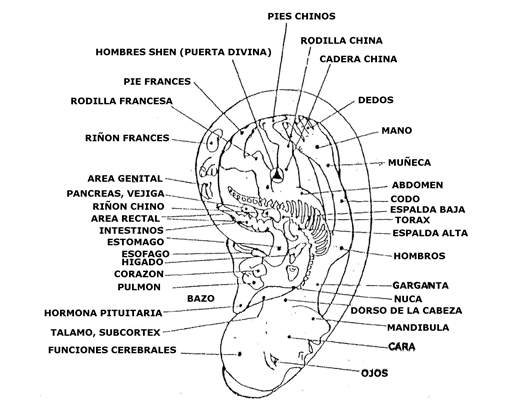 PIES CHINOS
RODILLA CHINA
HOMBRES SHEN (PUERTA DIVINA)
CADERA CHINA
PIE FRANCES
RODILLA FRANCESA
DEDOS
MANO
RIÑON FRANCES
MUÑECA
AREA GENITAL
ABDOMEN
PANCREAS, VEJIGA
CODO
RIÑON CHINO
ESPALDA BAJA
AREA RECTAL
TORAX
INTESTINOS
ESPALDA ALTA
ESTOMAGO
ESOFAGO
HOMBROS
HIGADO
CORAZON
PULMON
GARGANTA
BAZO
NUCA
HORMONA PITUITARIA
DORSO DE LA CABEZA
TALAMO, SUBCORTEX
MANDIBULA
FUNCIONES CEREBRALES
CARA
OJOS